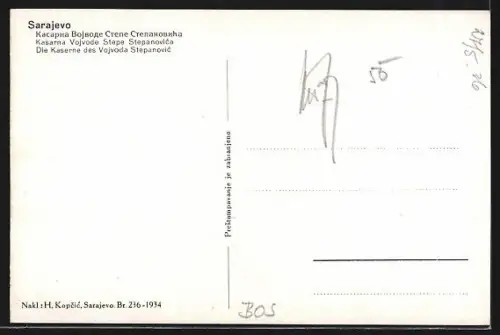 Sarajevo
Касарна Војводе Степе Степановића
Kasarna Vojvode Stepe Stepanovića
Die Kaserne des Vojvoda Stepanović
Preštampavanje je zabranjeno
Nakl: H. Kopčić, Sarajevo Br. 236-1934
BOS